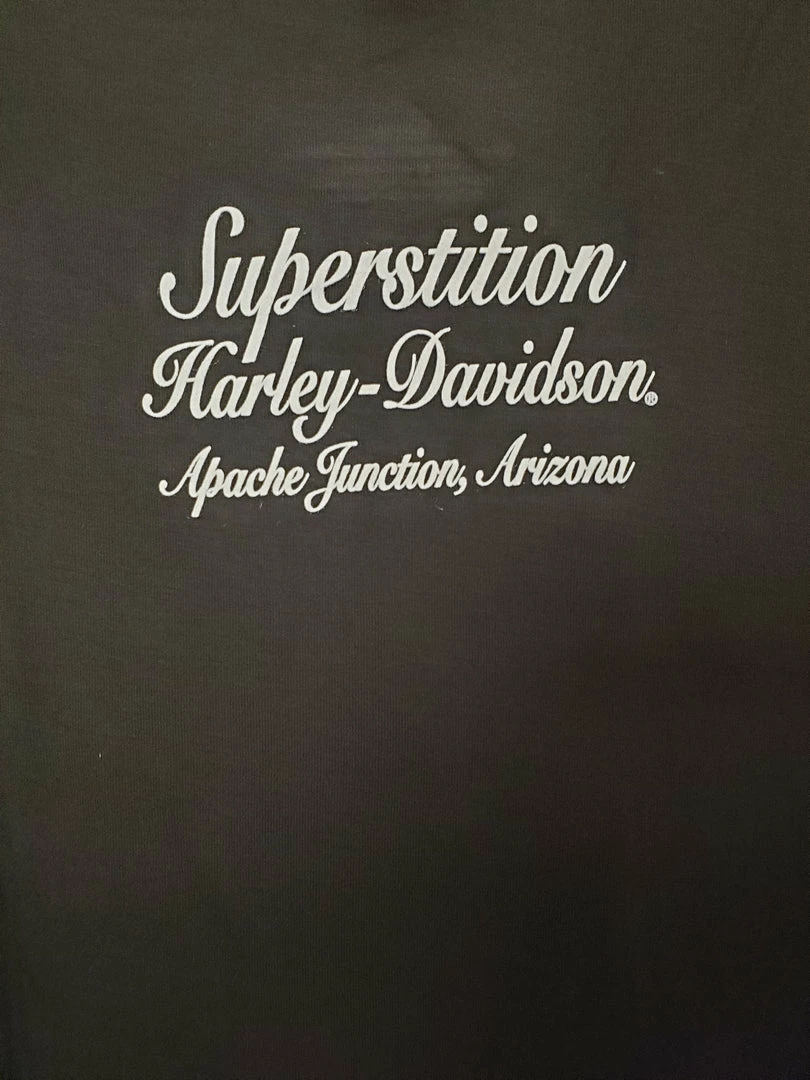 Superstition
Harley-Davidson®
Apache Junction, Arizona